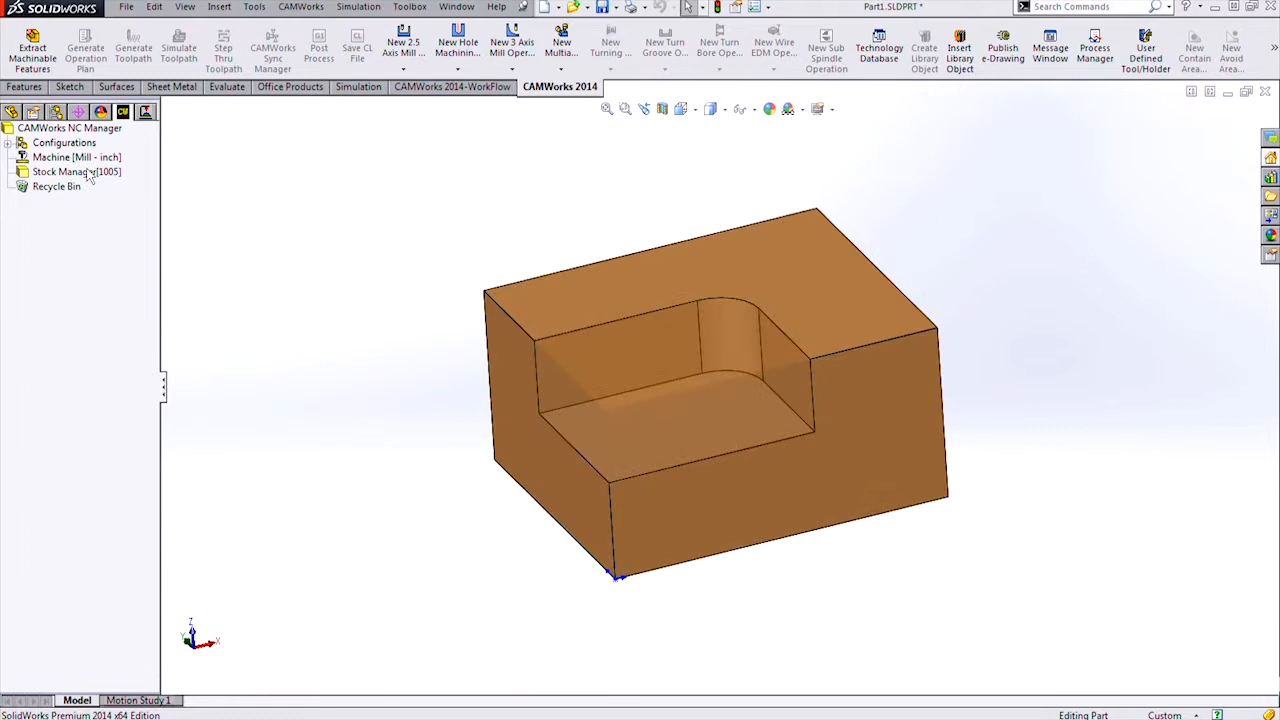 SOLIDWORKS File Edit View Insert Tools CAMWorks Simulation Toolbox Window Help Part1.SLDPRT * Search Commands
Extract Machinable Features
Generate Operation Plan
Generate Toolpath
Simulate Toolpath
Step Thru Toolpath
CAMWorks Sync Manager
Post Process
Save CL File
New 2.5 Axis Mill ...
New Hole Machinin...
New 3 Axis Mill Oper...
New Multia...
New Turning ...
New Turn Groove O...
New Turn Bore Ope...
New Wire EDM Ope...
New Sub Spindle Operation
Technology Database
Create Library Object
Insert Library Object
Publish e-Drawing
Message Window
Process Manager
User Defined Tool/Holder
New Contain Area...
New Avoid Area...
Features Sketch Surfaces Sheet Metal Evaluate Office Products Simulation CAMWorks 2014-WorkFlow CAMWorks 2014
CAMWorks NC Manager
Configurations
Machine [Mill - inch]
Stock Manager[1005]
Recycle Bin
Z
Y
X
Model Motion Study 1
SolidWorks Premium 2014 x64 Edition Editing Part Custom